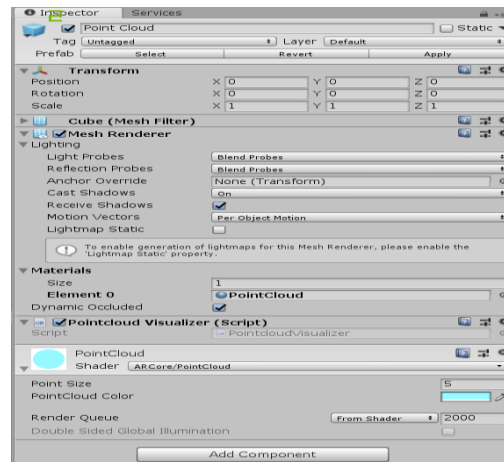 Inspector Services
Point Cloud Static
Tag Untagged Layer Default
Prefab Select Revert Apply
Transform
Position X 0 Y 0 Z 0
Rotation X 0 Y 0 Z 0
Scale X 1 Y 1 Z 1
Cube (Mesh Filter)
Mesh Renderer
Lighting
Light Probes Blend Probes
Reflection Probes Blend Probes
Anchor Override None (Transform)
Cast Shadows On
Receive Shadows
Motion Vectors Per Object Motion
Lightmap Static
To enable generation of lightmaps for this Mesh Renderer, please enable the
'Lightmap Static' property.
Materials
Size 1
Element 0 PointCloud
Dynamic Occluded
Pointcloud Visualizer (Script)
Script PointcloudVisualizer
PointCloud
Shader ARCore/PointCloud
Point Size 5
PointCloud Color
Render Queue From Shader 2000
Double Sided Global Illumination
Add Component